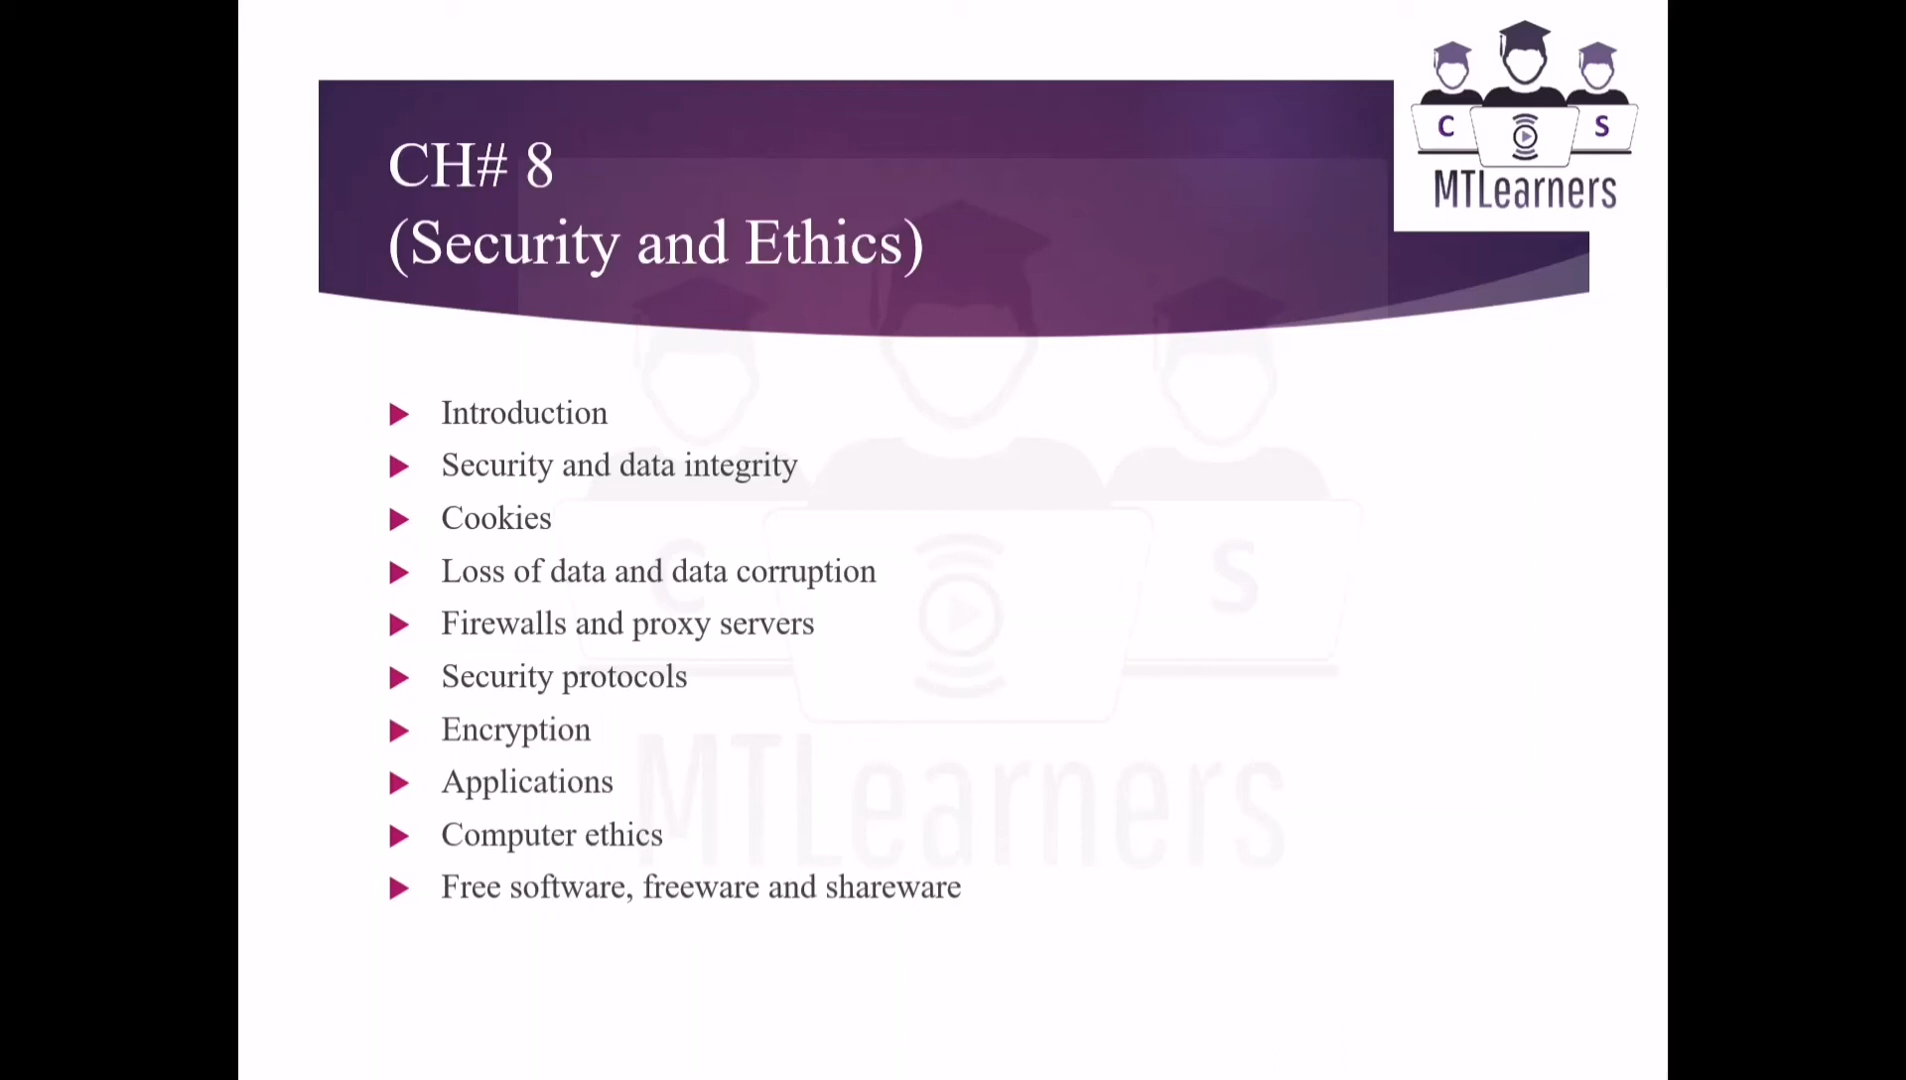 CH# 8
(Security and Ethics)
C S
MTLearners
Introduction
Security and data integrity
Cookies
Loss of data and data corruption
Firewalls and proxy servers
Security protocols
Encryption
Applications
Computer ethics
Free software, freeware and shareware
C S
MTLearners